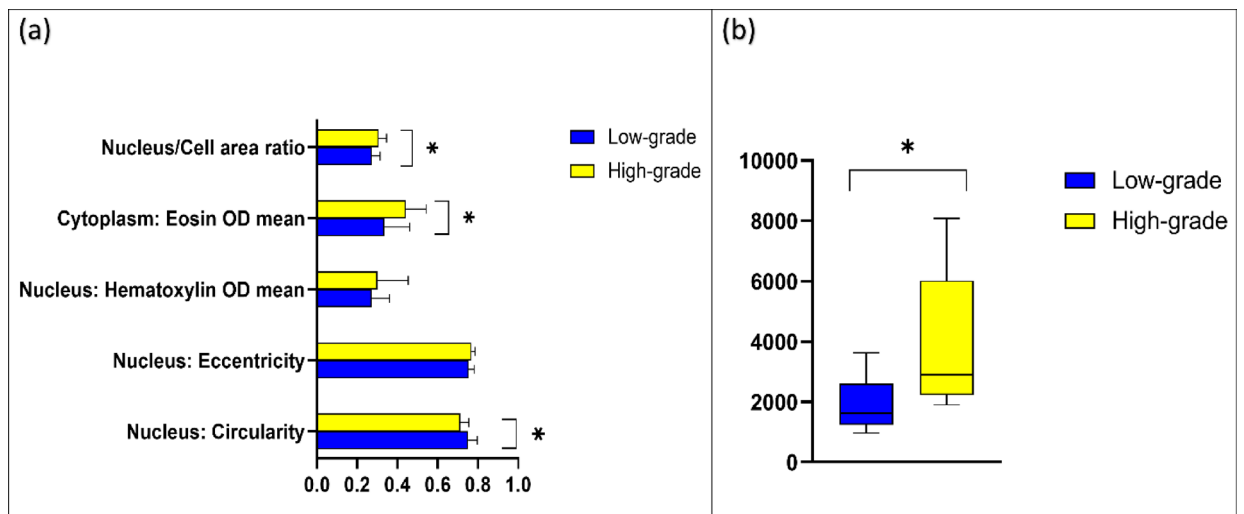 (a)
Nucleus/Cell area ratio
*
Cytoplasm: Eosin OD mean
*
Nucleus: Hematoxylin OD mean
Nucleus: Eccentricity
Nucleus: Circularity
*
0.0 0.2 0.4 0.6 0.8 1.0
Low-grade
High-grade
(b)
*
10000
8000
6000
4000
2000
0
Low-grade
High-grade